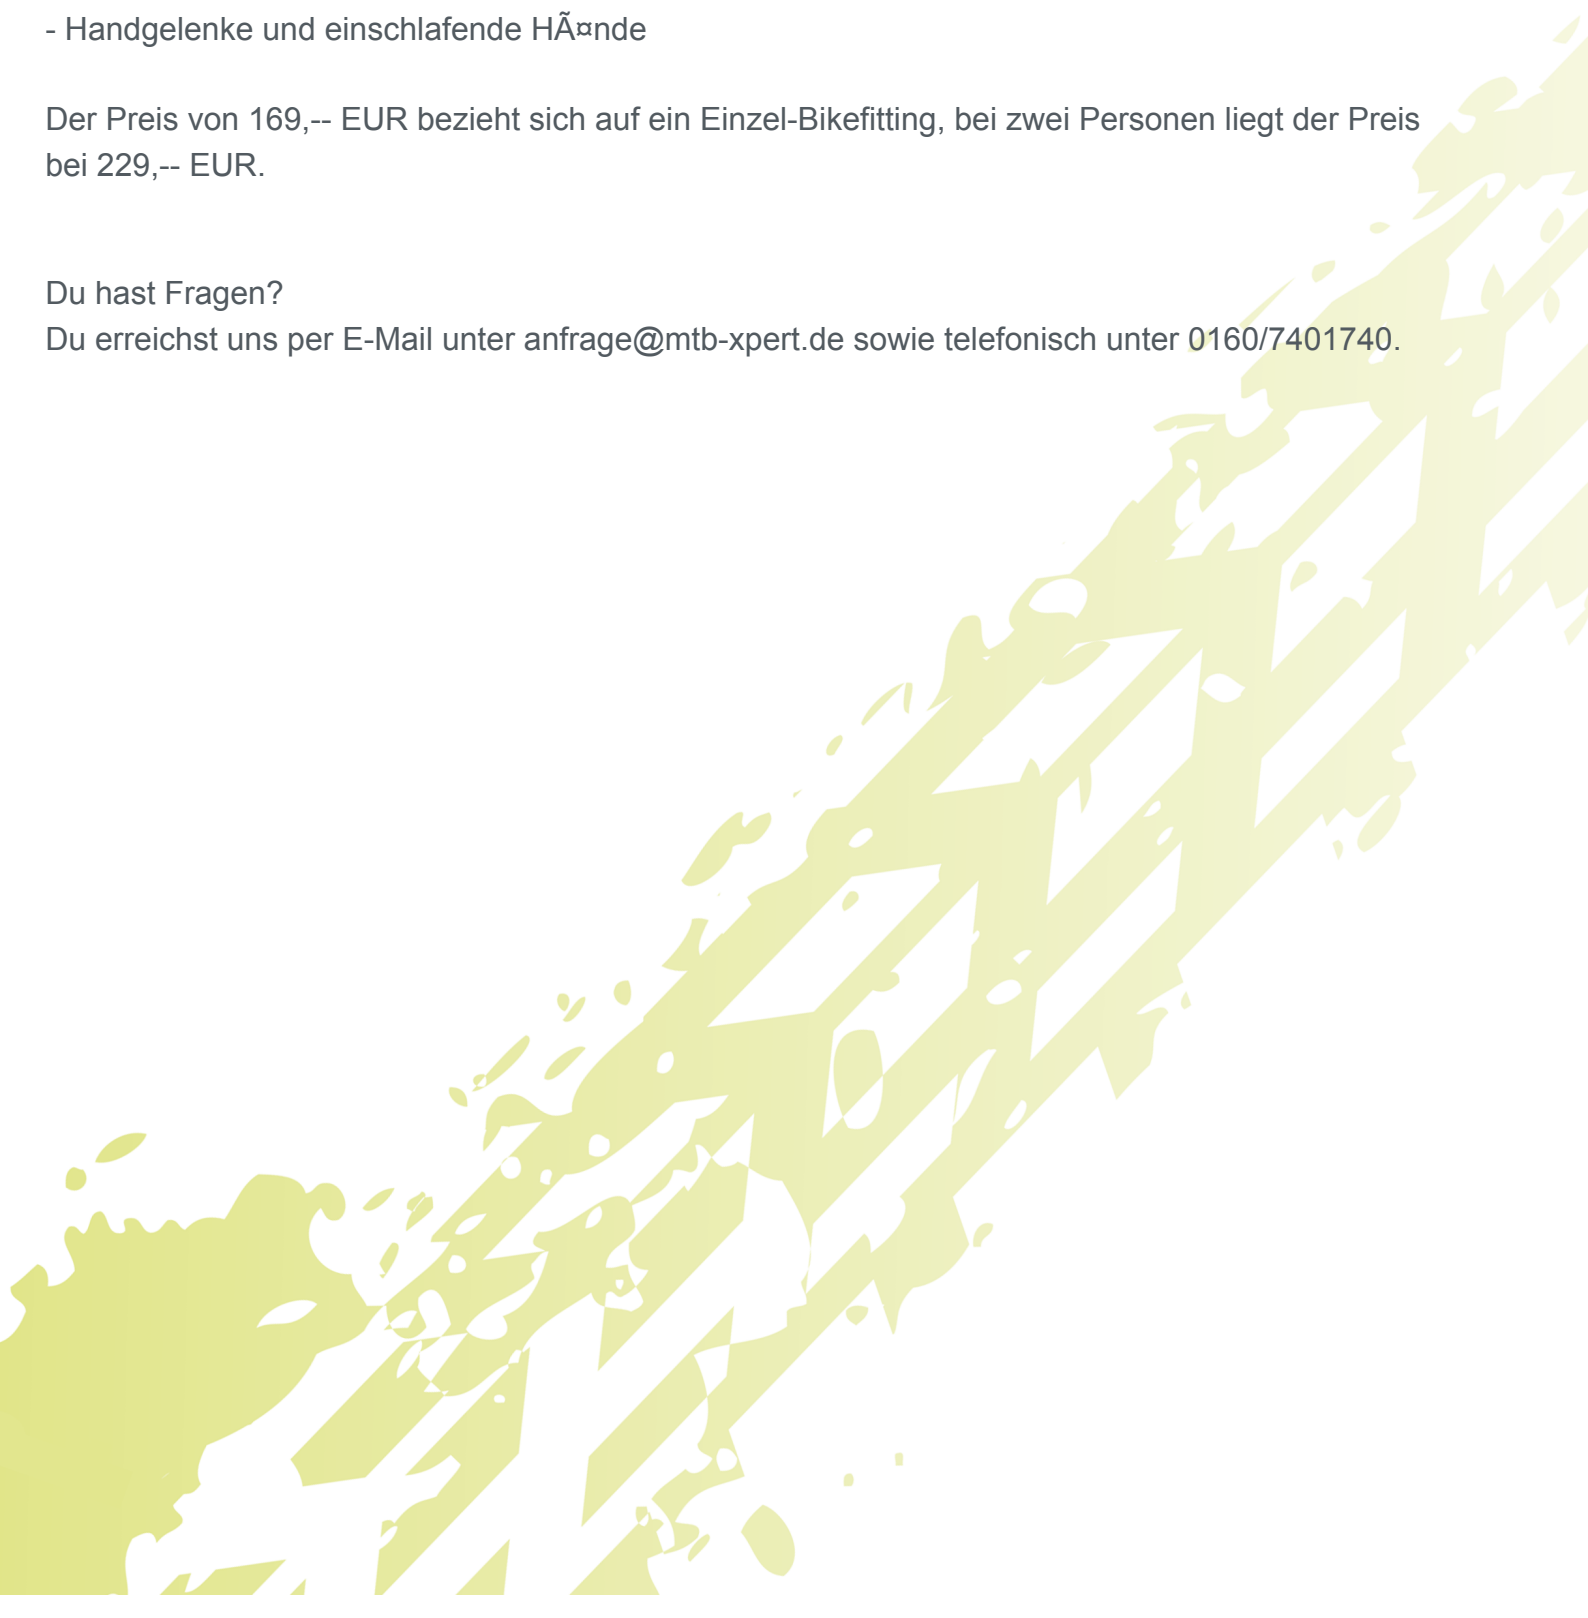 - Handgelenke und einschlafende HÃ¤nde
Der Preis von 169,-- EUR bezieht sich auf ein Einzel-Bikefitting, bei zwei Personen liegt der Preis
bei 229,-- EUR.
Du hast Fragen?
Du erreichst uns per E-Mail unter anfrage@mtb-xpert.de sowie telefonisch unter 0160/7401740.